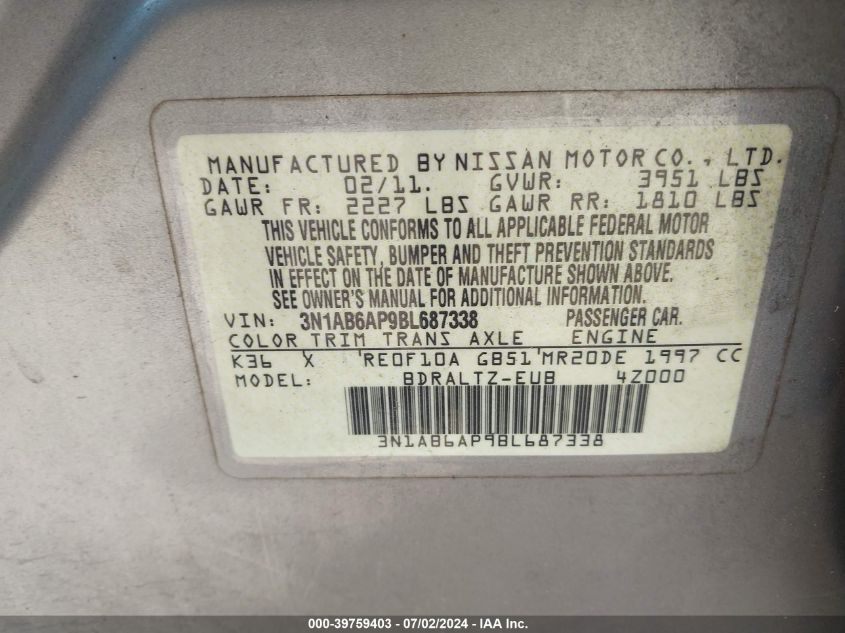 MANUFACTURED BY NISSAN MOTOR CO., LTD.
DATE: 02/11. GVWR: 3951 LBS
GAWR FR: 2227 LBS GAWR RR: 1810 LBS
THIS VEHICLE CONFORMS TO ALL APPLICABLE FEDERAL MOTOR
VEHICLE SAFETY, BUMPER AND THEFT PREVENTION STANDARDS
IN EFFECT ON THE DATE OF MANUFACTURE SHOWN ABOVE.
SEE OWNER'S MANUAL FOR ADDITIONAL INFORMATION.
VIN: 3N1AB6AP9BL687338 PASSENGER CAR.
COLOR TRIM TRANS AXLE ENGINE
K36 X RE0F10A GB51 MR20DE 1997 CC
MODEL: BDRALTZ-EUB 4Z000
3N1AB6AP9BL687338
000-39759403 - 07/02/2024 - IAA Inc.